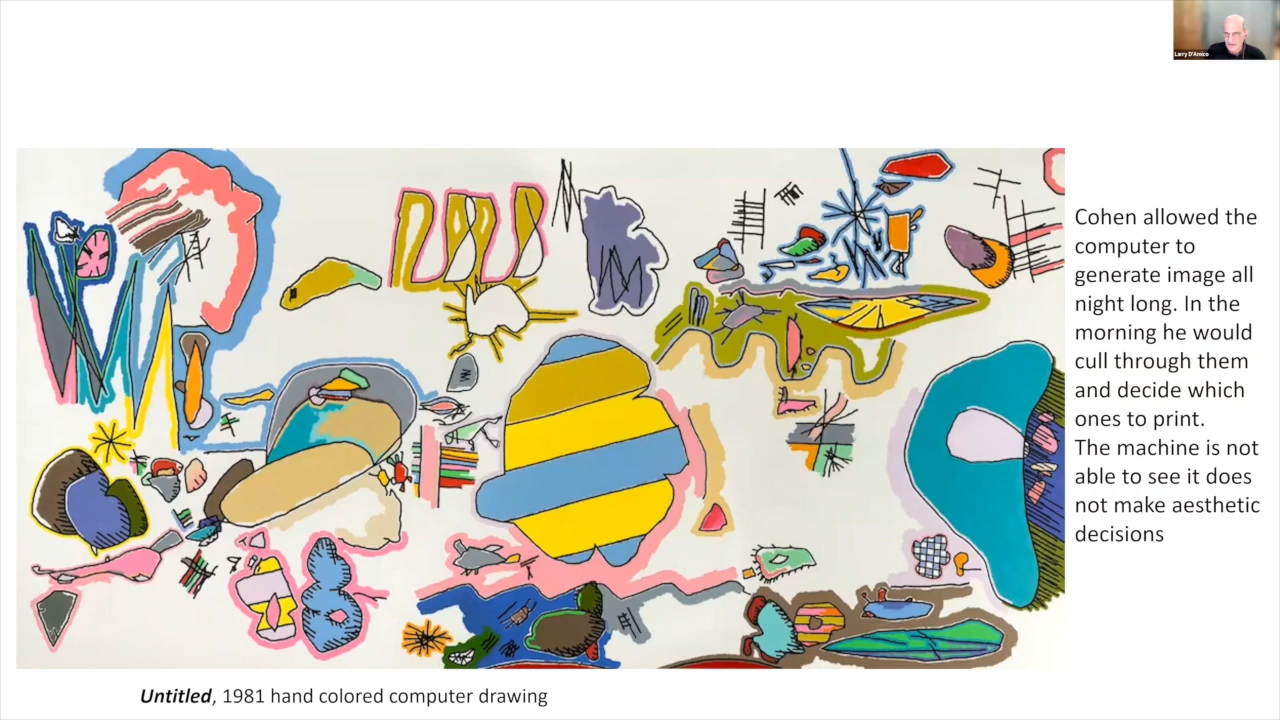 Larry D'Amico
Cohen allowed the
computer to
generate image all
night long. In the
morning he would
cull through them
and decide which
ones to print.
The machine is not
able to see it does
not make aesthetic
decisions
Untitled, 1981 hand colored computer drawing